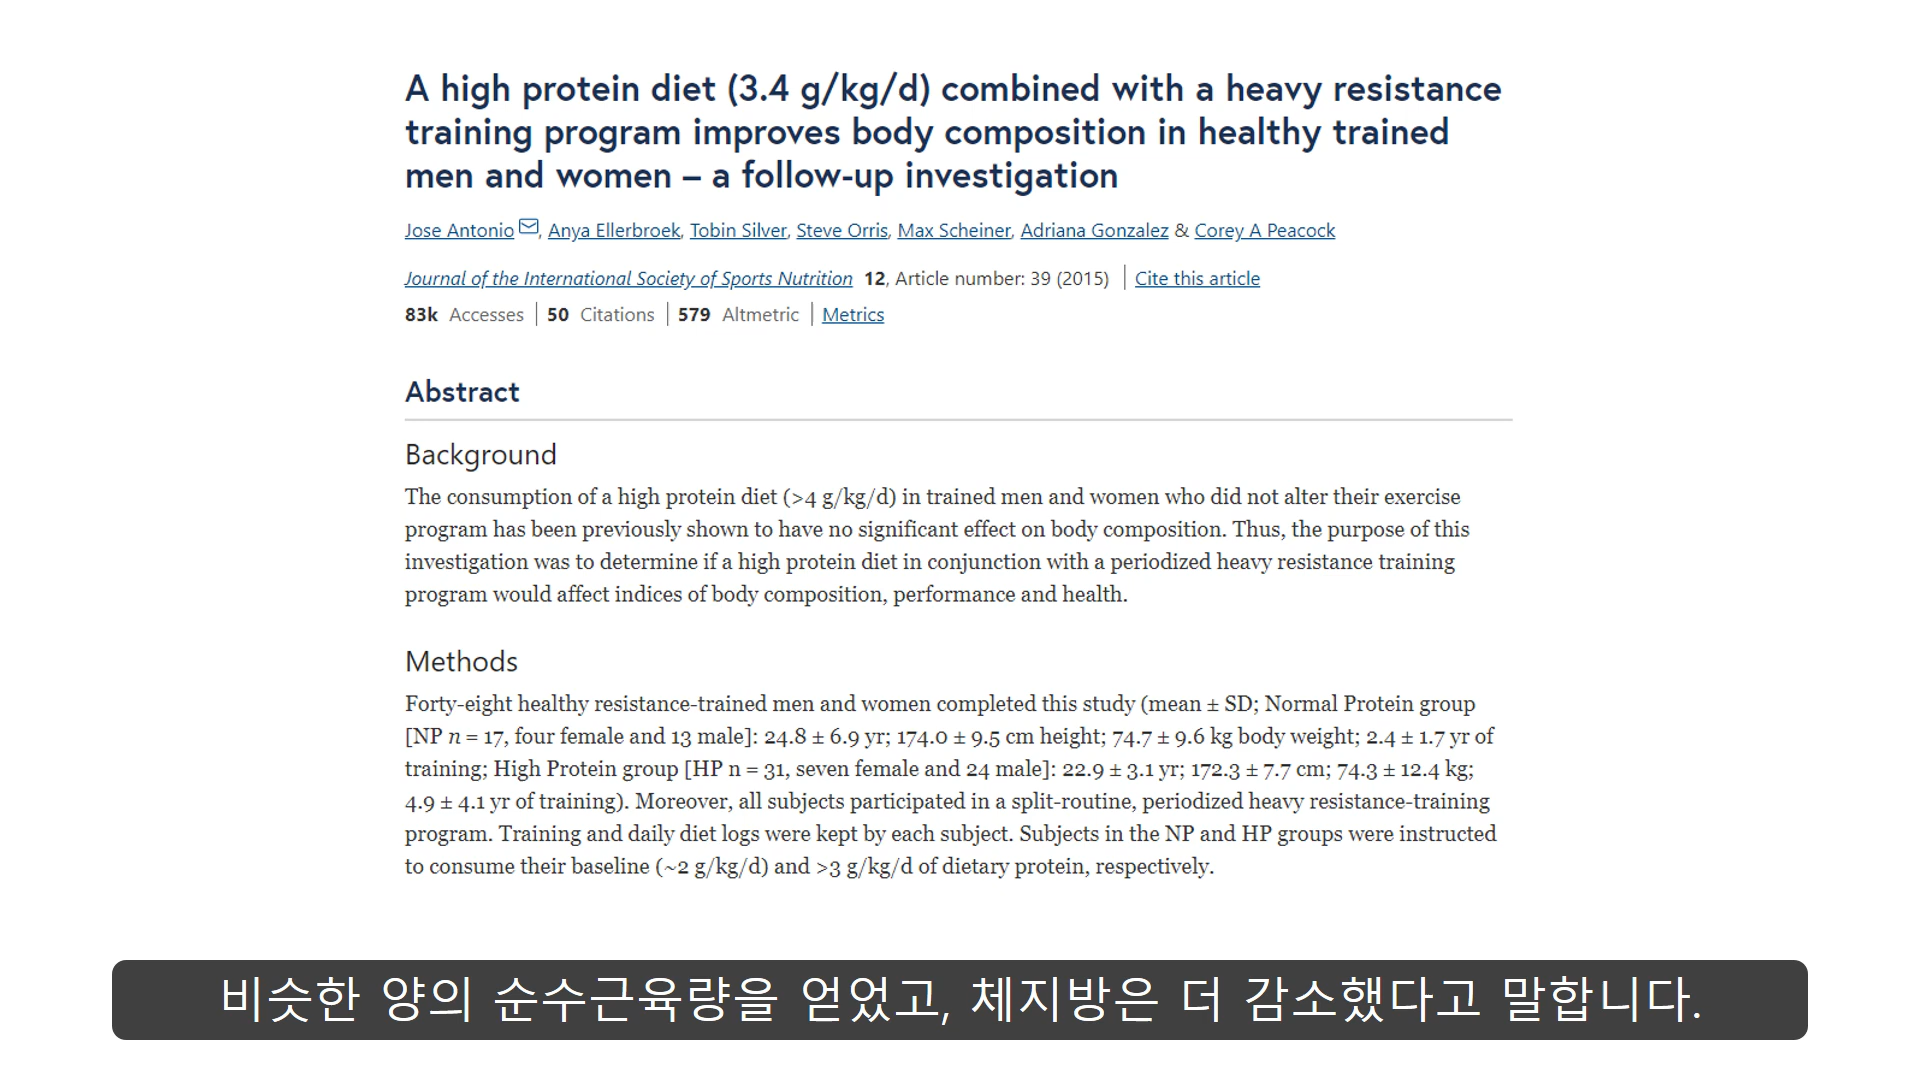 A high protein diet (3.4 g/kg/d) combined with a heavy resistance
training program improves body composition in healthy trained
men and women – a follow-up investigation
Jose Antonio, Anya Ellerbroek, Tobin Silver, Steve Orris, Max Scheiner, Adriana Gonzalez & Corey A Peacock
Journal of the International Society of Sports Nutrition 12, Article number: 39 (2015) | Cite this article
83k Accesses | 50 Citations | 579 Altmetric | Metrics
Abstract
Background
The consumption of a high protein diet (>4 g/kg/d) in trained men and women who did not alter their exercise
program has been previously shown to have no significant effect on body composition. Thus, the purpose of this
investigation was to determine if a high protein diet in conjunction with a periodized heavy resistance training
program would affect indices of body composition, performance and health.
Methods
Forty-eight healthy resistance-trained men and women completed this study (mean ± SD; Normal Protein group
[NP n = 17, four female and 13 male]: 24.8 ± 6.9 yr; 174.0 ± 9.5 cm height; 74.7 ± 9.6 kg body weight; 2.4 ± 1.7 yr of
training; High Protein group [HP n = 31, seven female and 24 male]: 22.9 ± 3.1 yr; 172.3 ± 7.7 cm; 74.3 ± 12.4 kg;
4.9 ± 4.1 yr of training). Moreover, all subjects participated in a split-routine, periodized heavy resistance-training
program. Training and daily diet logs were kept by each subject. Subjects in the NP and HP groups were instructed
to consume their baseline (~2 g/kg/d) and >3 g/kg/d of dietary protein, respectively.
비슷한 양의 순수근육량을 얻었고, 체지방은 더 감소했다고 말합니다.